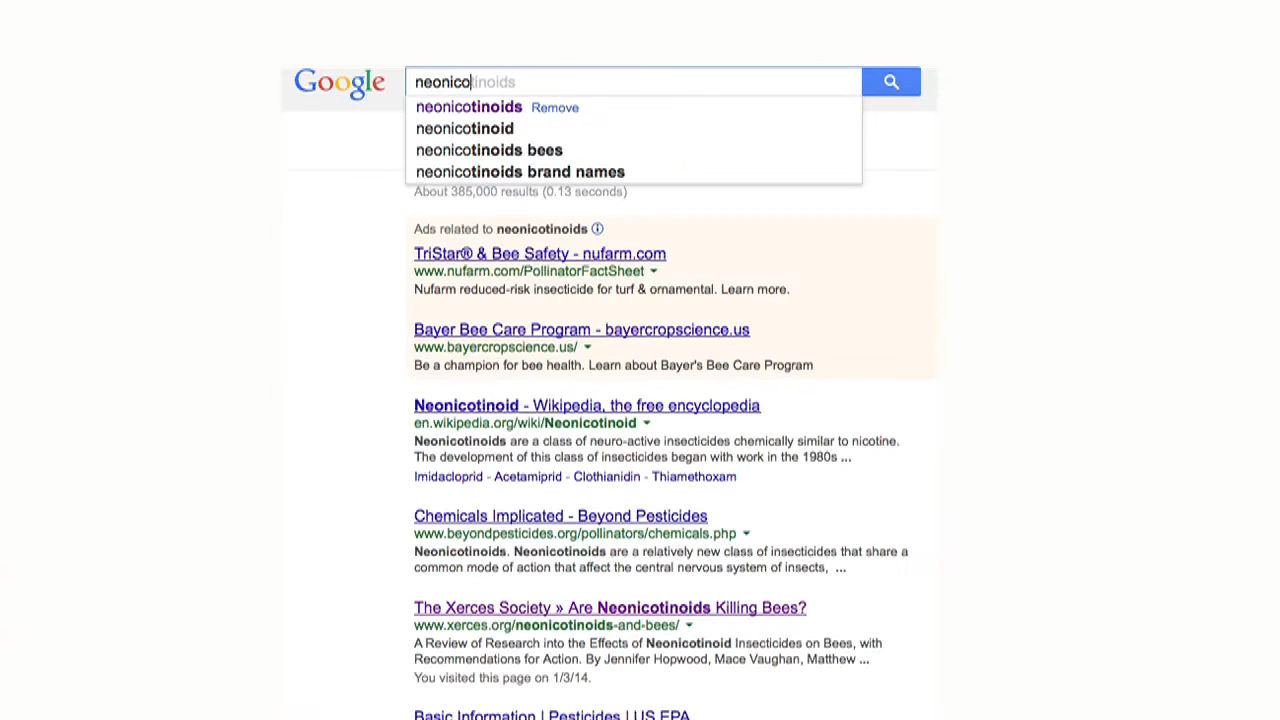 Google
neonicotinoids
neonicotinoids Remove
neonicotinoid
neonicotinoids bees
neonicotinoids brand names
About 385,000 results (0.13 seconds)
Ads related to neonicotinoids
TriStar® & Bee Safety - nufarm.com
www.nufarm.com/PollinatorFactSheet
Nufarm reduced-risk insecticide for turf & ornamental. Learn more.
Bayer Bee Care Program - bayercropscience.us
www.bayercropscience.us/
Be a champion for bee health. Learn about Bayer's Bee Care Program
Neonicotinoid - Wikipedia, the free encyclopedia
en.wikipedia.org/wiki/Neonicotinoid
Neonicotinoids are a class of neuro-active insecticides chemically similar to nicotine.
The development of this class of insecticides began with work in the 1980s ...
Imidacloprid - Acetamiprid - Clothianidin - Thiamethoxam
Chemicals Implicated - Beyond Pesticides
www.beyondpesticides.org/pollinators/chemicals.php
Neonicotinoids. Neonicotinoids are a relatively new class of insecticides that share a
common mode of action that affect the central nervous system of insects, ...
The Xerces Society » Are Neonicotinoids Killing Bees?
www.xerces.org/neonicotinoids-and-bees/
A Review of Research into the Effects of Neonicotinoid Insecticides on Bees, with
Recommendations for Action. By Jennifer Hopwood, Mace Vaughan, Matthew ...
You visited this page on 1/3/14.
Basic Information | Pesticides | US EPA